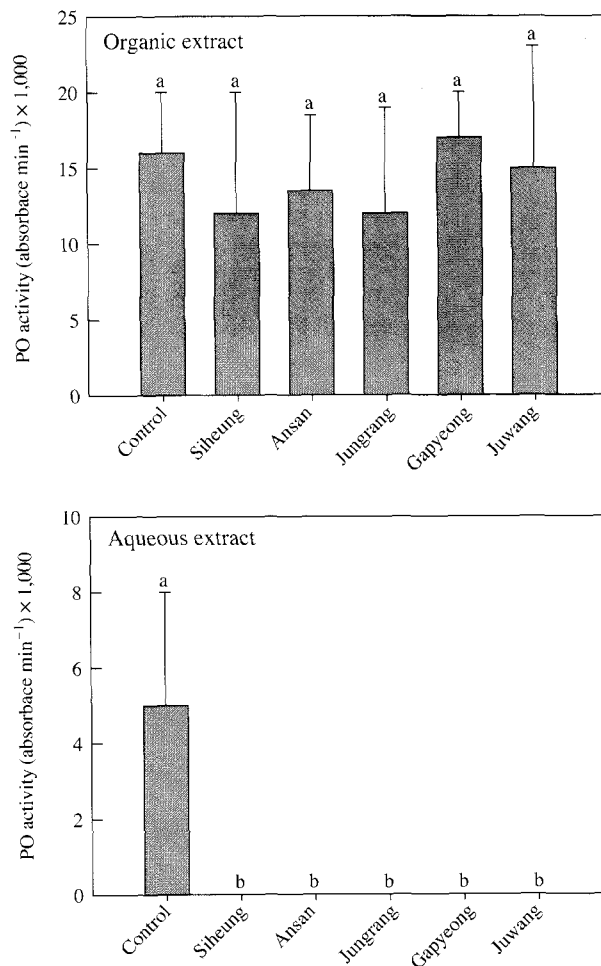 Organic extract
PO activity (absorbace min⁻¹) × 1,000
25
20
15
10
5
0
a a a a a a
Control Siheung Ansan Jungrang Gapyeong Juwang
Aqueous extract
PO activity (absorbace min⁻¹) × 1,000
10
8
6
4
2
0
a b b b b b
Control Siheung Ansan Jungrang Gapyeong Juwang